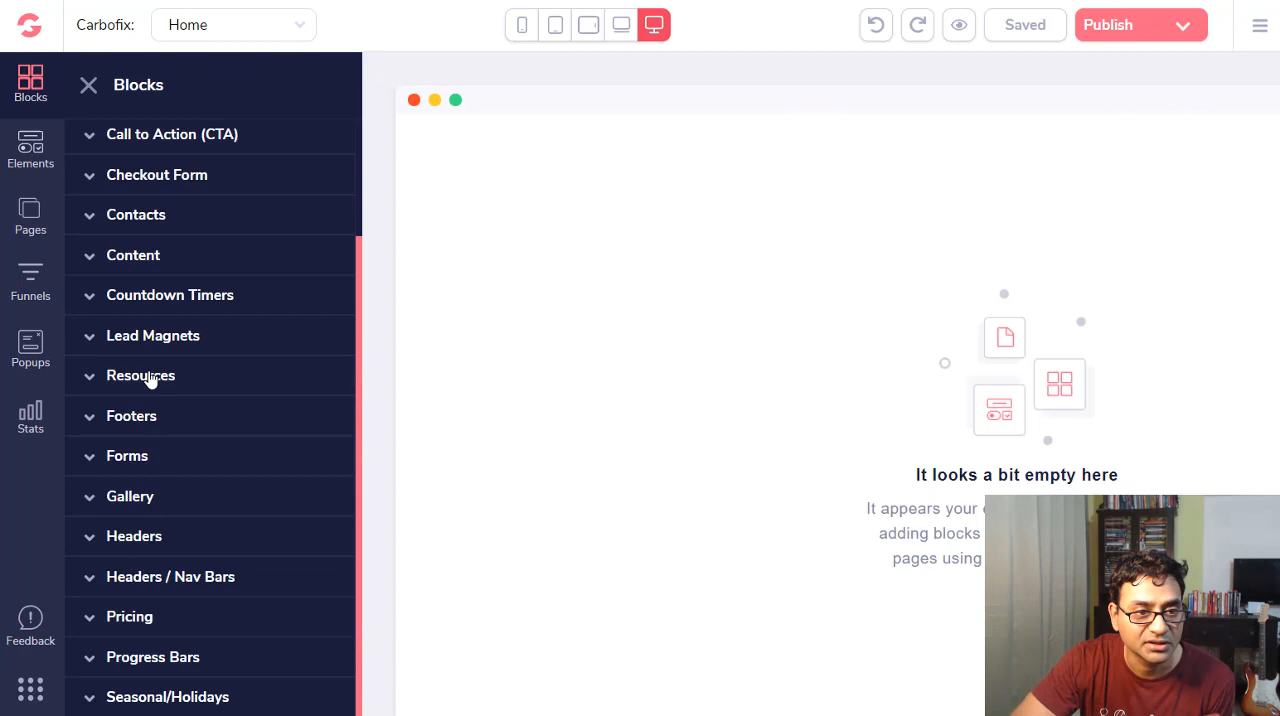 Carbofix:
Home
Saved
Publish
Blocks
Elements
Pages
Funnels
Popups
Stats
Feedback
Blocks
Call to Action (CTA)
Checkout Form
Contacts
Content
Countdown Timers
Lead Magnets
Resources
Footers
Forms
Gallery
Headers
Headers / Nav Bars
Pricing
Progress Bars
Seasonal/Holidays
It looks a bit empty here
It appears your
adding blocks
pages using